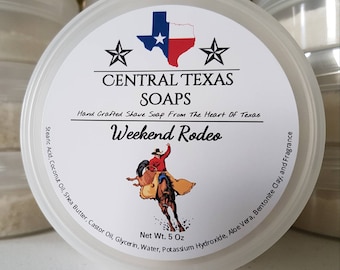 CENTRAL TEXAS
SOAPS
Hand Crafted Shave Soap From The Heart Of Texas
Weekend Rodeo
Net Wt. 5 Oz
Stearic Acid, Coconut Oil, Shea Butter, Castor Oil, Glycerin, Water, Potassium Hydroxide, Aloe Vera, Bentonite Clay, and Fragrance